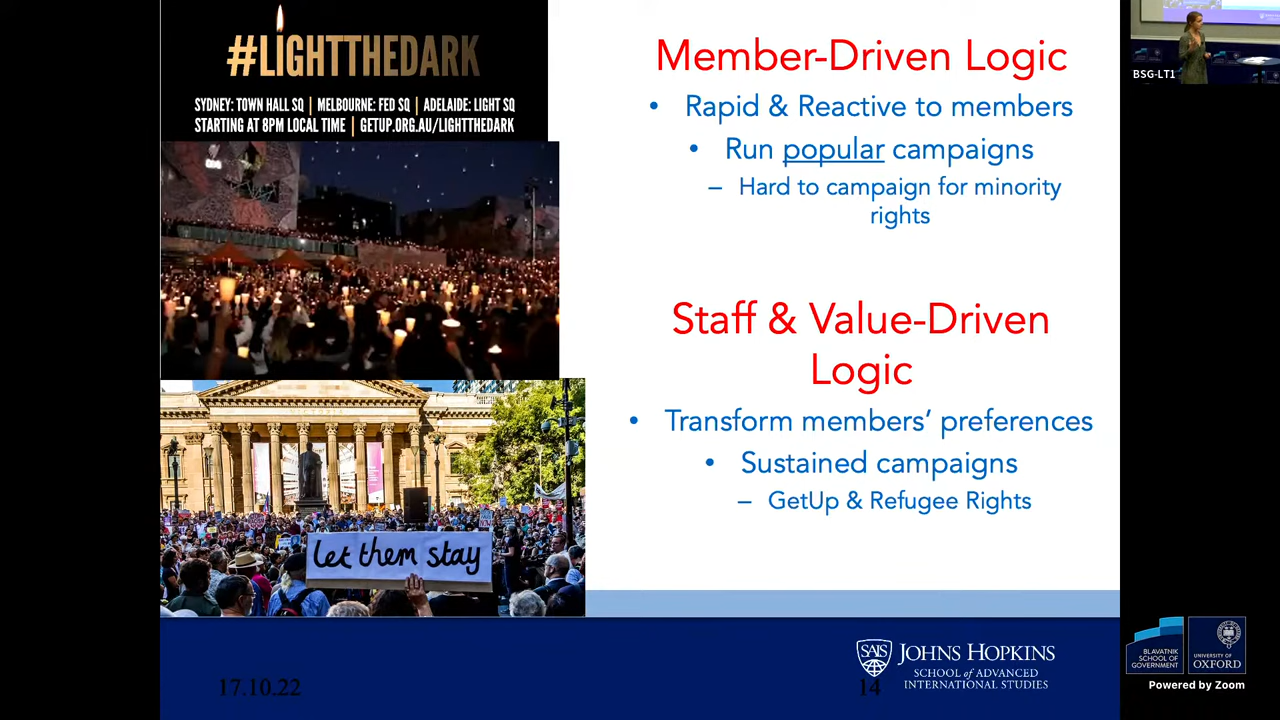 #LIGHTTHEDARK
SYDNEY: TOWN HALL SQ | MELBOURNE: FED SQ | ADELAIDE: LIGHT SQ
STARTING AT 8PM LOCAL TIME | GETUP.ORG.AU/LIGHTTHEDARK
VICTORIA
let them stay
Member-Driven Logic
• Rapid & Reactive to members
• Run popular campaigns
– Hard to campaign for minority
rights
Staff & Value-Driven
Logic
• Transform members’ preferences
• Sustained campaigns
– GetUp & Refugee Rights
17.10.22
14
SAIS
JOHNS HOPKINS
SCHOOL of ADVANCED
INTERNATIONAL STUDIES
BSG-LT1
BLAVATNIK
SCHOOL OF
GOVERNMENT
UNIVERSITY OF
OXFORD
Powered by Zoom